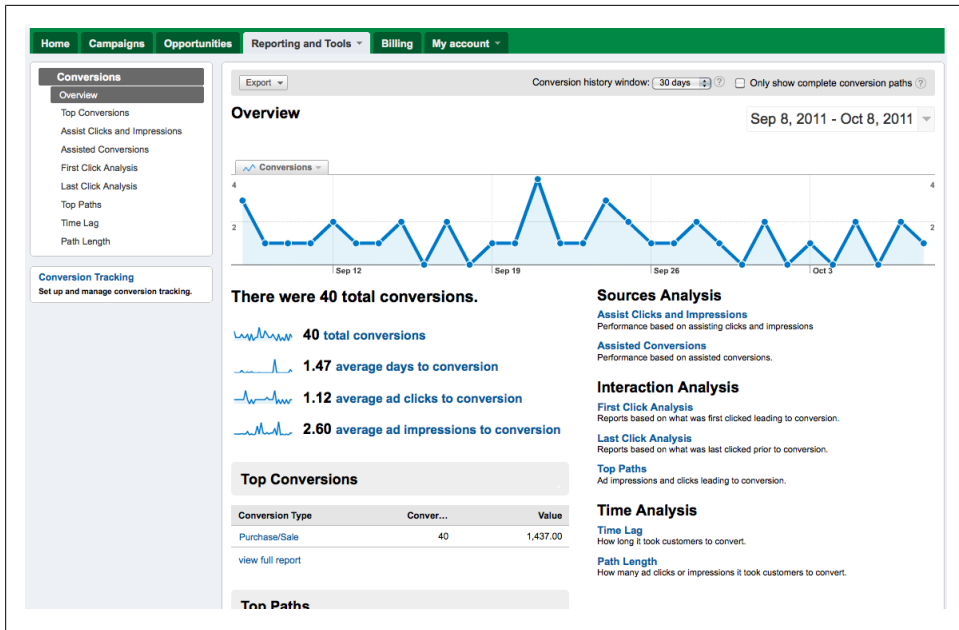 Home Campaigns Opportunities Reporting and Tools Billing My account
Conversions
Overview
Top Conversions
Assist Clicks and Impressions
Assisted Conversions
First Click Analysis
Last Click Analysis
Top Paths
Time Lag
Path Length
Conversion Tracking
Set up and manage conversion tracking.
Export Conversion history window: 30 days ? Only show complete conversion paths ?
Overview
Sep 8, 2011 - Oct 8, 2011
Conversions
4 4
2 2
Sep 12 Sep 19 Sep 26 Oct 3
There were 40 total conversions.
40 total conversions
1.47 average days to conversion
1.12 average ad clicks to conversion
2.60 average ad impressions to conversion
Top Conversions
Conversion Type Conver... Value
Purchase/Sale 40 1,437.00
view full report
Top Paths
Sources Analysis
Assist Clicks and Impressions
Performance based on assisting clicks and impressions
Assisted Conversions
Performance based on assisted conversions.
Interaction Analysis
First Click Analysis
Reports based on what was first clicked leading to conversion.
Last Click Analysis
Reports based on what was last clicked prior to conversion.
Top Paths
Ad impressions and clicks leading to conversion.
Time Analysis
Time Lag
How long it took customers to convert.
Path Length
How many ad clicks or impressions it took customers to convert.